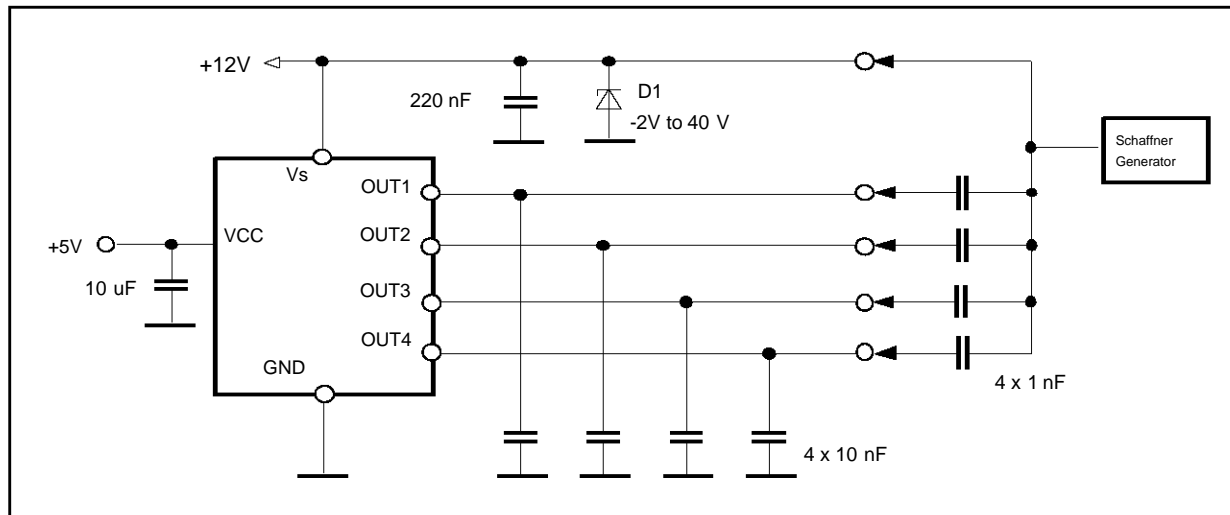 +12V
220 nF
D1
-2V to 40 V
Schaffner
Generator
Vs
OUT1
+5V
VCC
OUT2
10 uF
OUT3
OUT4
GND
4 x 1 nF
4 x 10 nF